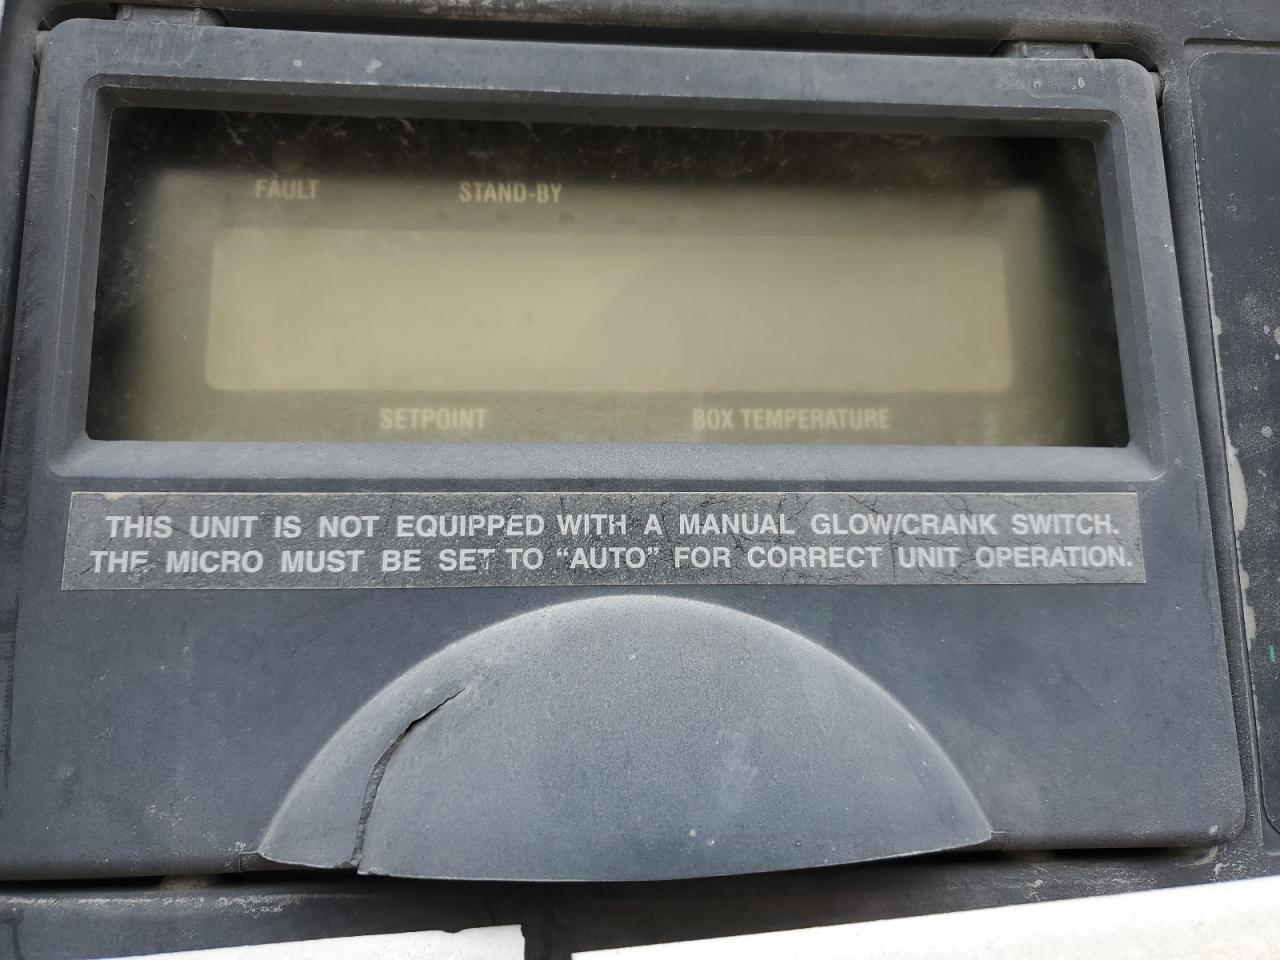 FAULT STAND-BY
SETPOINT BOX TEMPERATURE
THIS UNIT IS NOT EQUIPPED WITH A MANUAL GLOW/CRANK SWITCH.
THE MICRO MUST BE SET TO “AUTO” FOR CORRECT UNIT OPERATION.